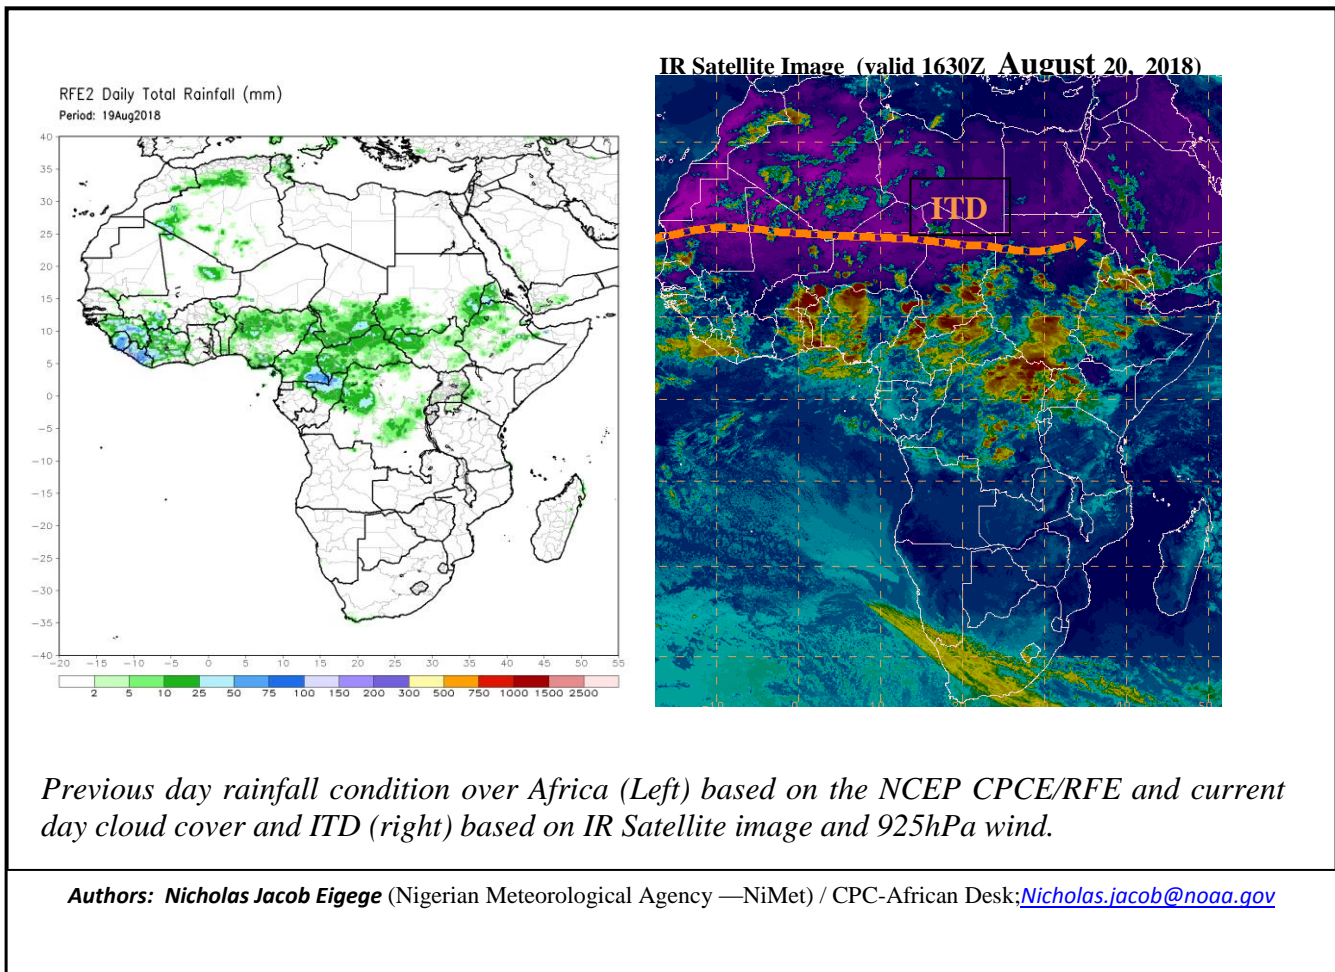 IR Satellite Image (valid 1630Z August 20, 2018)
RFE2 Daily Total Rainfall (mm)
Period: 19Aug2018
40
35
30
25
20
15
10
5
0
-5
-10
-15
-20
-25
-30
-35
-40
-20 -15 -10 -5 0 5 10 15 20 25 30 35 40 45 50 55
2 5 10 25 50 75 100 150 200 300 500 750 1000 1500 2500
ITD
Previous day rainfall condition over Africa (Left) based on the NCEP CPCE/RFE and current
day cloud cover and ITD (right) based on IR Satellite image and 925hPa wind.
Authors: Nicholas Jacob Eigege (Nigerian Meteorological Agency —NiMet) / CPC-African Desk;Nicholas.jacob@noaa.gov